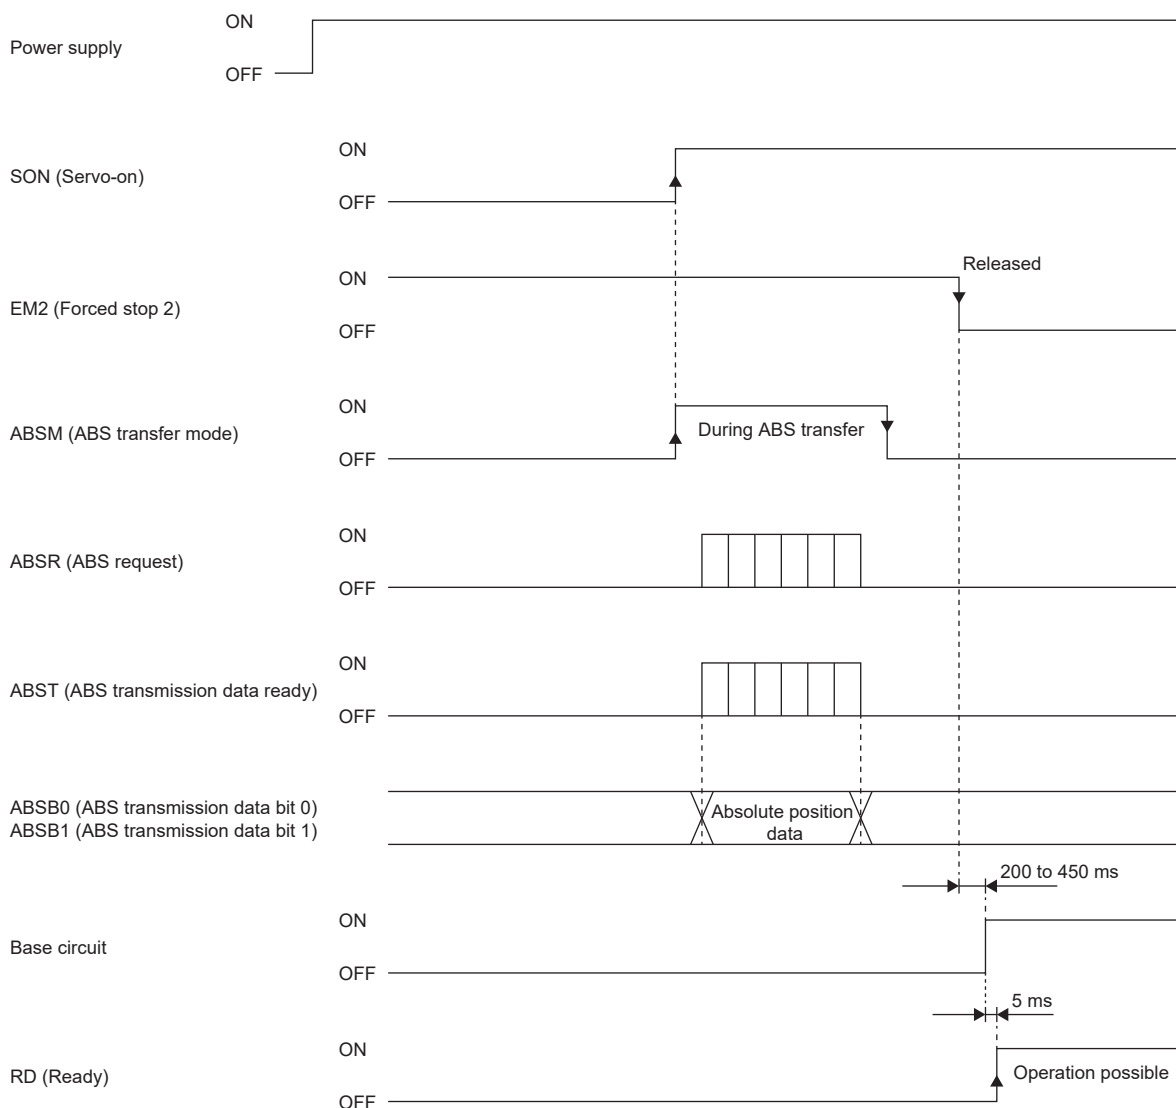 ON
Power supply
OFF
ON
SON (Servo-on)
OFF
Released
ON
EM2 (Forced stop 2)
OFF
ON
ABSM (ABS transfer mode)
During ABS transfer
OFF
ON
ABSR (ABS request)
OFF
ON
ABST (ABS transmission data ready)
OFF
ABSB0 (ABS transmission data bit 0)
ABSB1 (ABS transmission data bit 1)
Absolute position
data
200 to 450 ms
ON
Base circuit
OFF
5 ms
ON
RD (Ready)
Operation possible
OFF